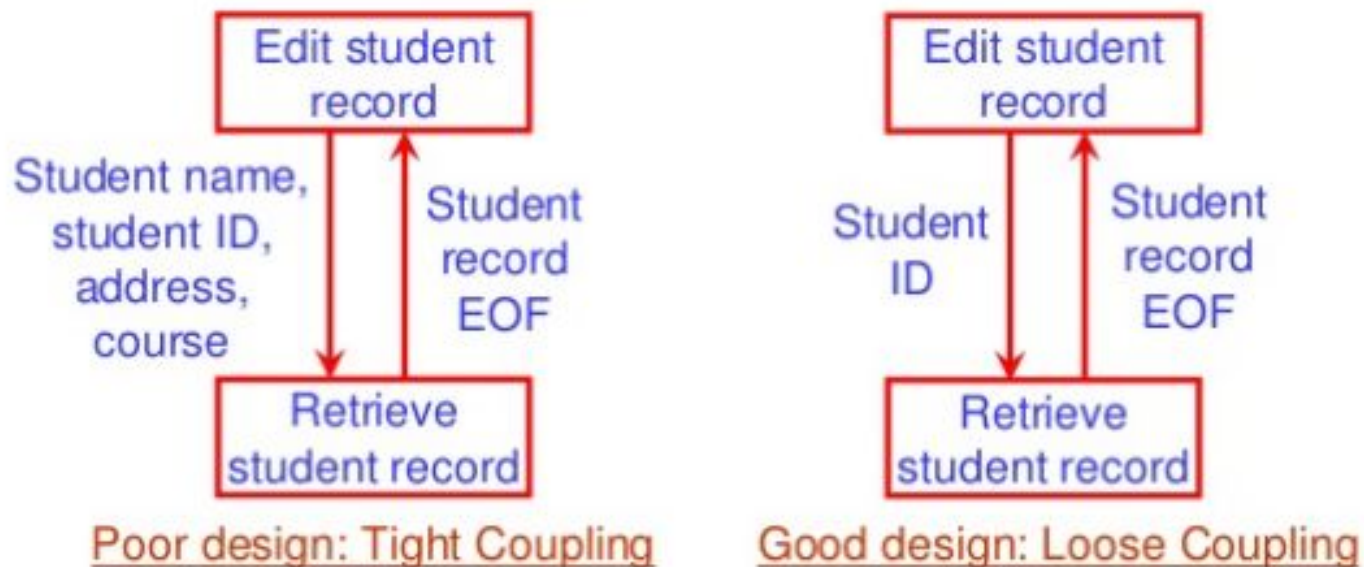 Edit student
record
Student name,
student ID,
address,
course
Student
record
EOF
Retrieve
student record
Poor design: Tight Coupling
Edit student
record
Student
ID
Student
record
EOF
Retrieve
student record
Good design: Loose Coupling